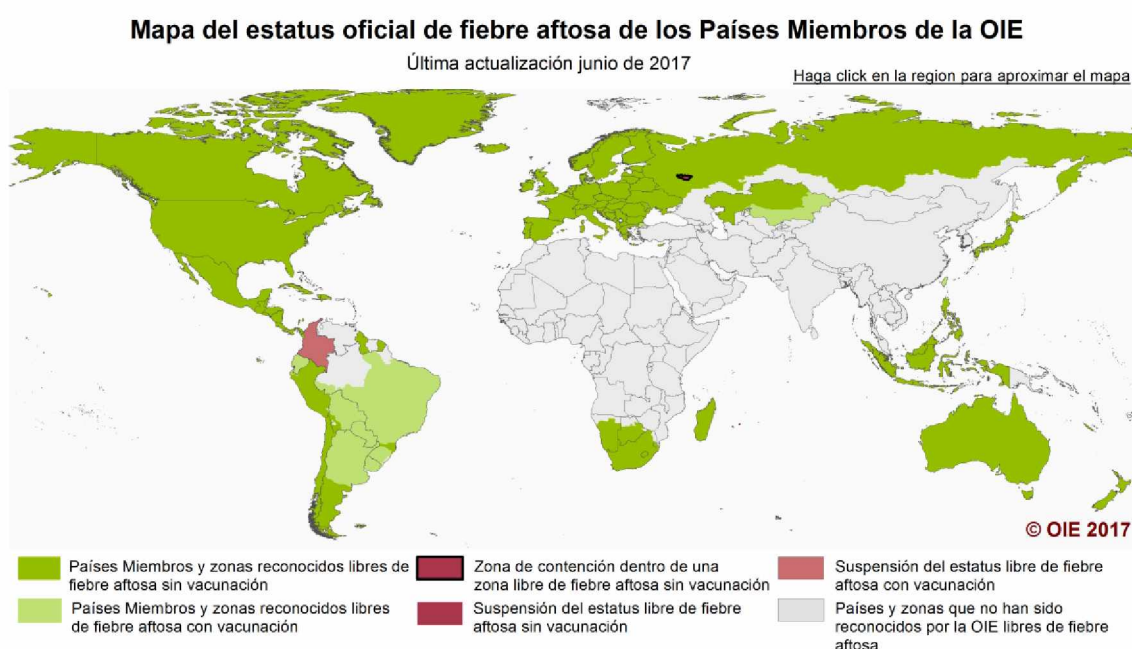 Mapa del estatus oficial de fiebre aftosa de los Países Miembros de la OIE
Última actualización junio de 2017
Haga click en la region para aproximar el mapa
© OIE 2017
Países Miembros y zonas reconocidos libres de
fiebre aftosa sin vacunación
Países Miembros y zonas reconocidos libres
de fiebre aftosa con vacunación
Zona de contención dentro de una
zona libre de fiebre aftosa sin vacunación
Suspensión del estatus libre de fiebre
aftosa sin vacunación
Suspensión del estatus libre de fiebre
aftosa con vacunación
Países y zonas que no han sido
reconocidos por la OIE libres de fiebre
aftosa